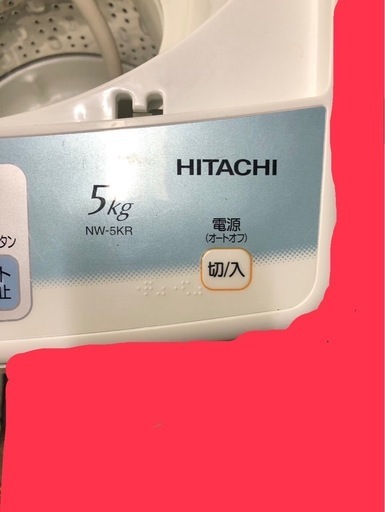 HITACHI
5kg
NW-5KR
電源
(オートオフ)
切/入
タン
ト
止